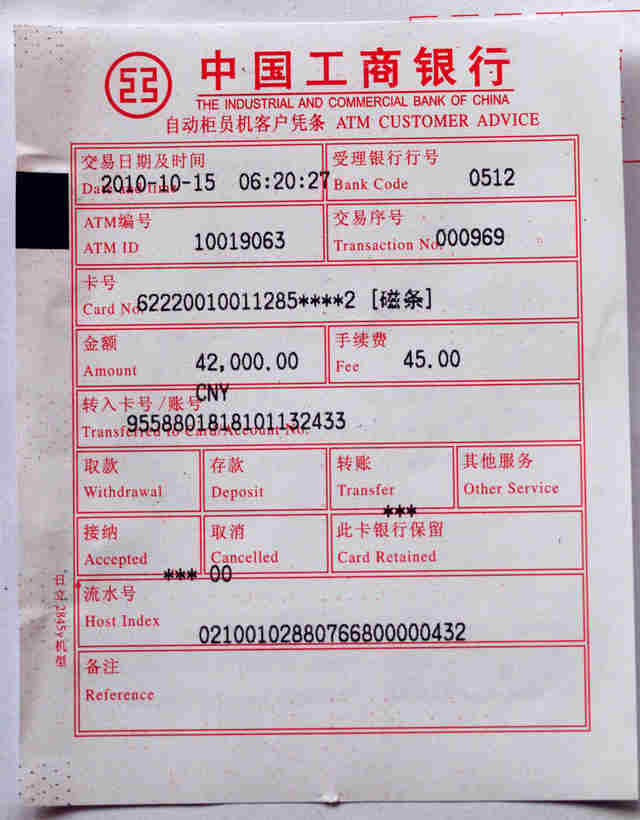 中国工商银行
THE INDUSTRIAL AND COMMERCIAL BANK OF CHINA
自动柜员机客户凭条 ATM CUSTOMER ADVICE
交易日期及时间
Date and Time 2010-10-15 06:20:27
受理银行行号
Bank Code 0512
ATM编号
ATM ID 10019063
交易序号
Transaction No. 000969
卡号
Card No. 62220010011285****2 [磁条]
金额
Amount 42,000.00
手续费
Fee 45.00
CNY
转入卡号/账号
Transferred to Card/Account No. 9558801818101132433
取款
Withdrawal
存款
Deposit
转账
Transfer
其他服务
Other Service
***
接纳
Accepted
取消
Cancelled
此卡银行保留
Card Retained
*** 00
流水号
Host Index
02100102880766800000432
备注
Reference
日立2845y机型